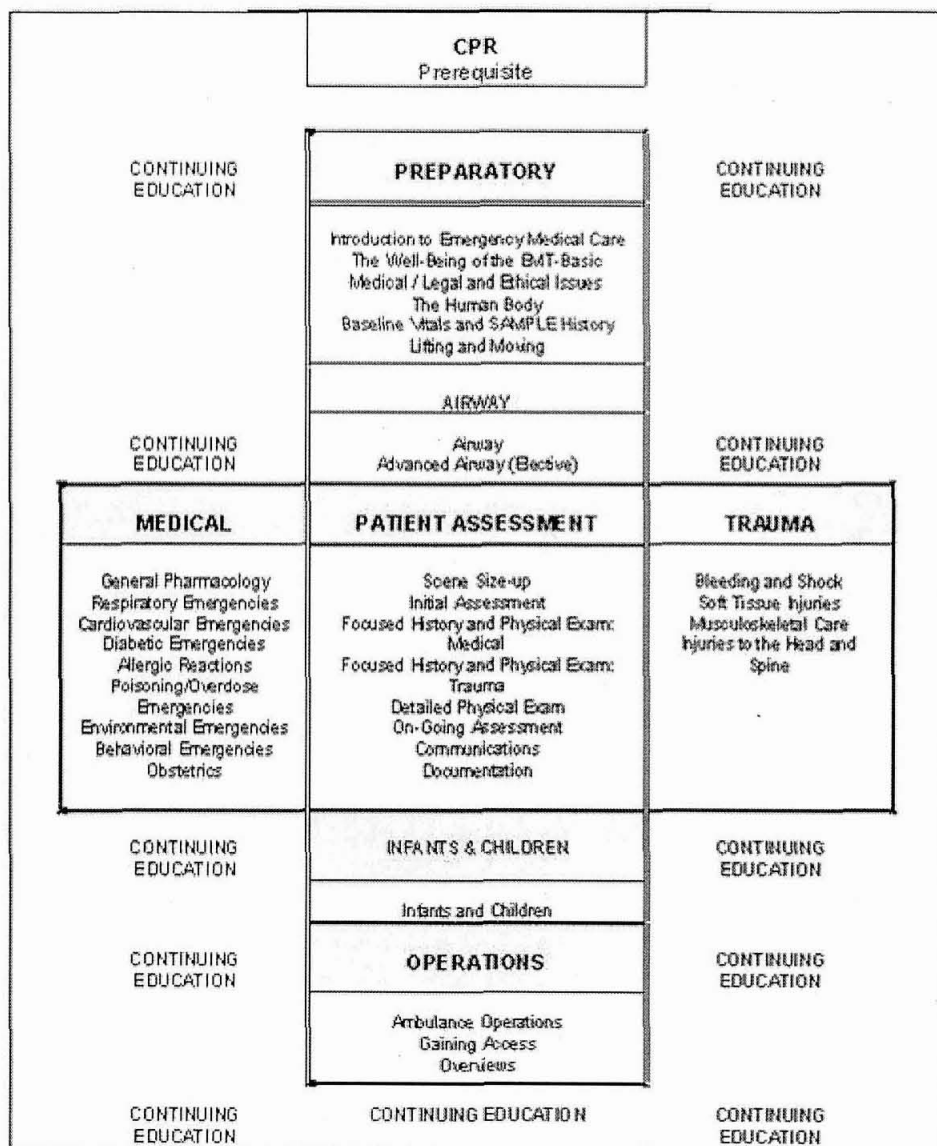 CPR
Prerequisite
CONTINUING
EDUCATION
PREPARATORY
CONTINUING
EDUCATION
Introduction to Emergency Medical Care
The Well-Being of the EMT-Basic
Medical / Legal and Ethical Issues
The Human Body
Baseline Vitals and SAMPLE History
Lifting and Moving
AIRWAY
CONTINUING
EDUCATION
Airway
Advanced Airway (Elective)
CONTINUING
EDUCATION
MEDICAL
General Pharmacology
Respiratory Emergencies
Cardiovascular Emergencies
Diabetic Emergencies
Allergic Reactions
Poisoning/Overdose
Emergencies
Environmental Emergencies
Behavioral Emergencies
Obstetrics
PATIENT ASSESSMENT
Scene Size-up
Initial Assessment
Focused History and Physical Exam:
Medical
Focused History and Physical Exam:
Trauma
Detailed Physical Exam
On-Going Assessment
Communications
Documentation
TRAUMA
Bleeding and Shock
Soft Tissue Injuries
Musculoskeletal Care
Injuries to the Head and
Spine
CONTINUING
EDUCATION
INFANTS & CHILDREN
CONTINUING
EDUCATION
Infants and Children
CONTINUING
EDUCATION
OPERATIONS
CONTINUING
EDUCATION
Ambulance Operations
Gaining Access
Overviews
CONTINUING
EDUCATION
CONTINUING EDUCATION
CONTINUING
EDUCATION